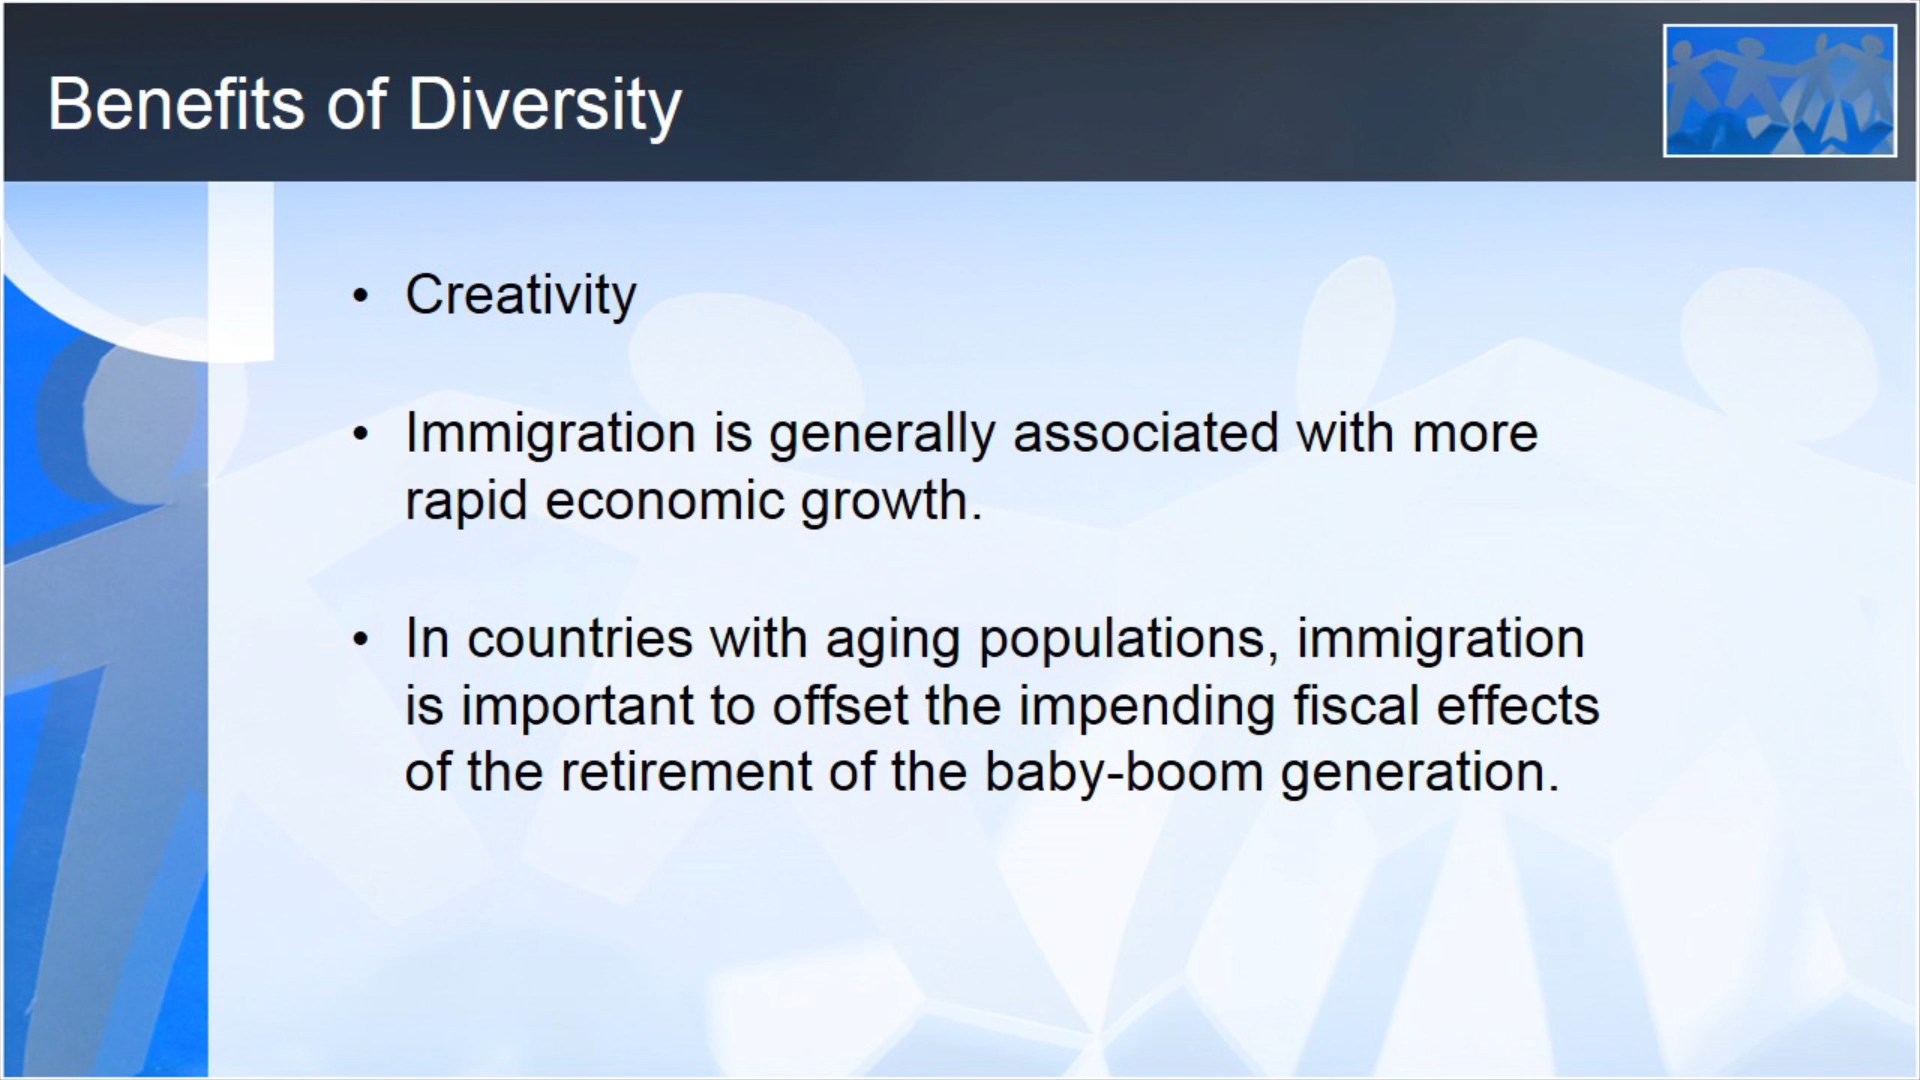 Benefits of Diversity
• Creativity
• Immigration is generally associated with more
rapid economic growth.
• In countries with aging populations, immigration
is important to offset the impending fiscal effects
of the retirement of the baby-boom generation.